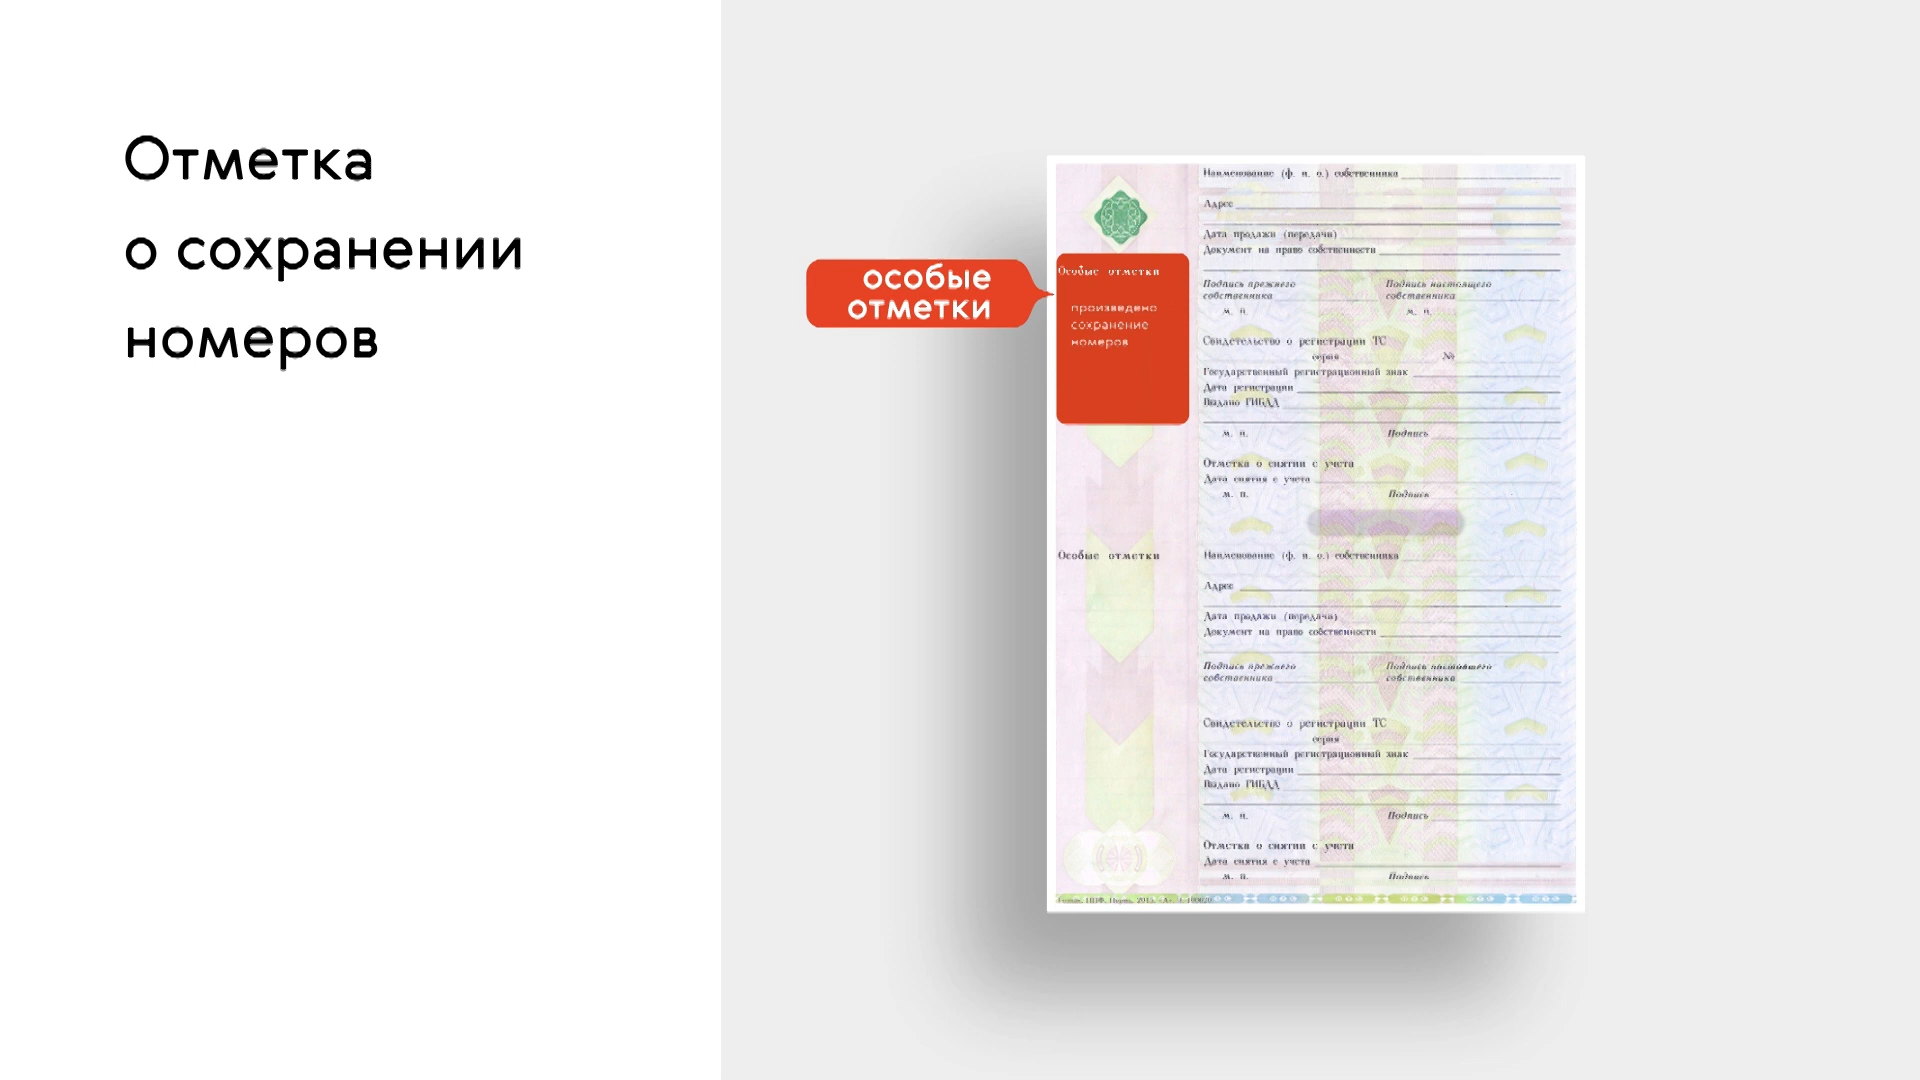 Отметка
о сохранении
номеров
особые
отметки
Особые отметки
произведено
сохранение
номеров
Наименование (ф. и. о.) собственника
Адрес
Дата продажи (передачи)
Документ на право собственности
Подпись прежнего Подпись настоящего
собственника собственника
м. п. м. п.
Свидетельство о регистрации ТС
серия №
Государственный регистрационный знак
Дата регистрации
Выдано ГИБДД
м. п. Подпись
Отметка о снятии с учета
Дата снятия с учета
м. п. Подпись
Особые отметки
Наименование (ф. и. о.) собственника
Адрес
Дата продажи (передачи)
Документ на право собственности
Подпись прежнего Подпись настоящего
собственника собственника
Свидетельство о регистрации ТС
серия
Государственный регистрационный знак
Дата регистрации
Выдано ГИБДД
м. п. Подпись
Отметка о снятии с учета
Дата снятия с учета
м. п. Подпись